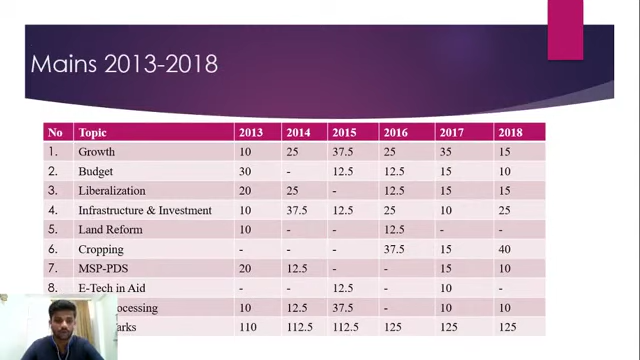 Mains 2013-2018
No Topic 2013 2014 2015 2016 2017 2018
1. Growth 10 25 37.5 25 35 15
2. Budget 30 - 12.5 12.5 15 10
3. Liberalization 20 25 - 12.5 15 15
4. Infrastructure & Investment 10 37.5 12.5 25 10 25
5. Land Reform 10 - - 12.5 - -
6. Cropping - - - 37.5 15 40
7. MSP-PDS 20 12.5 - - 15 10
8. E-Tech in Aid - - 12.5 - 10 -
10 12.5 37.5 - 10 10
110 112.5 112.5 125 125 125